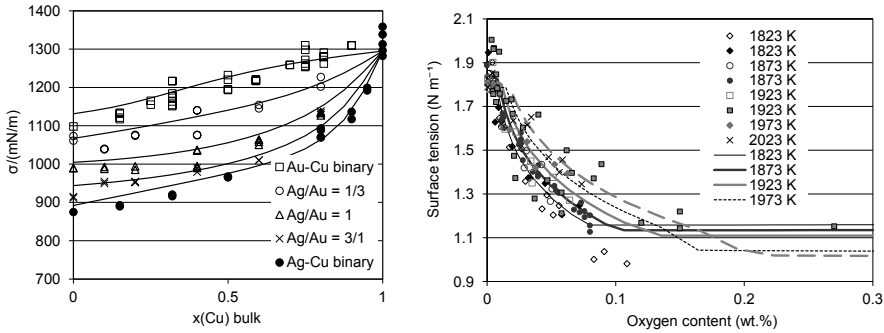 1400
1300
1200
1100
1000
900
800
700
σ/(mN/m)
0
0.5
1
x(Cu) bulk
Au-Cu binary
Ag/Au = 1/3
Ag/Au = 1
Ag/Au = 3/1
Ag-Cu binary
2.1
1.9
1.7
1.5
1.3
1.1
0.9
Surface tension (N m⁻¹)
0
0.1
0.2
0.3
Oxygen content (wt.%)
1823 K
1823 K
1873 K
1873 K
1923 K
1923 K
1973 K
2023 K
1823 K
1873 K
1923 K
1973 K